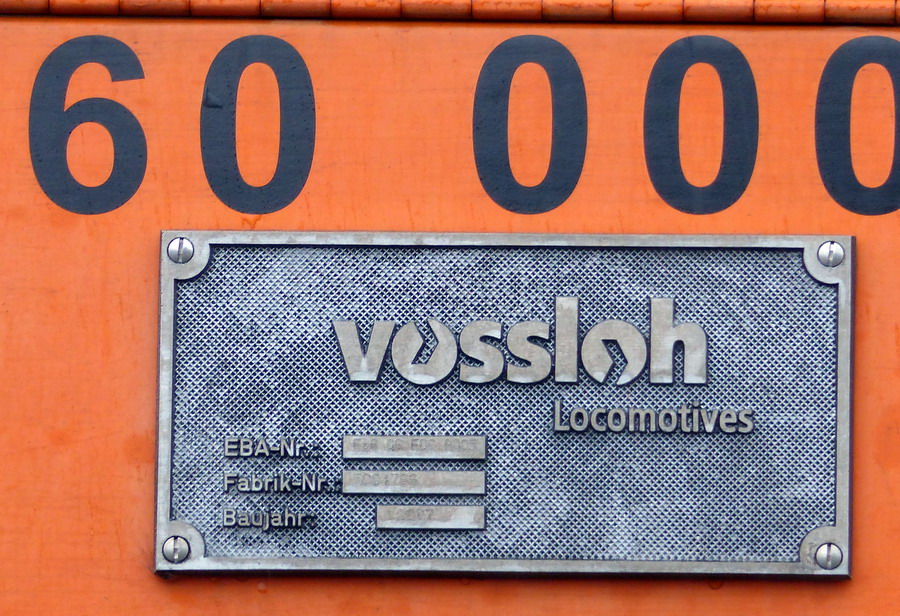 60 000
vossloh
Locomotives
EBA-Nr.:
Fabrik-Nr.
Baujahr: